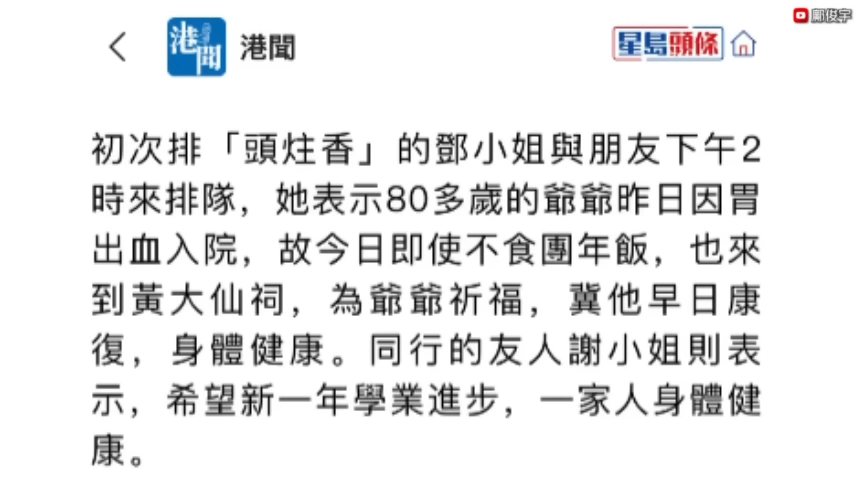 鄺俊宇
港聞
港聞
星島頭條
初次排「頭炷香」的鄧小姐與朋友下午2
時來排隊，她表示80多歲的爺爺昨日因胃
出血入院，故今日即使不食團年飯，也來
到黃大仙祠，為爺爺祈福，冀他早日康
復，身體健康。同行的友人謝小姐則表
示，希望新一年學業進步，一家人身體健
康。